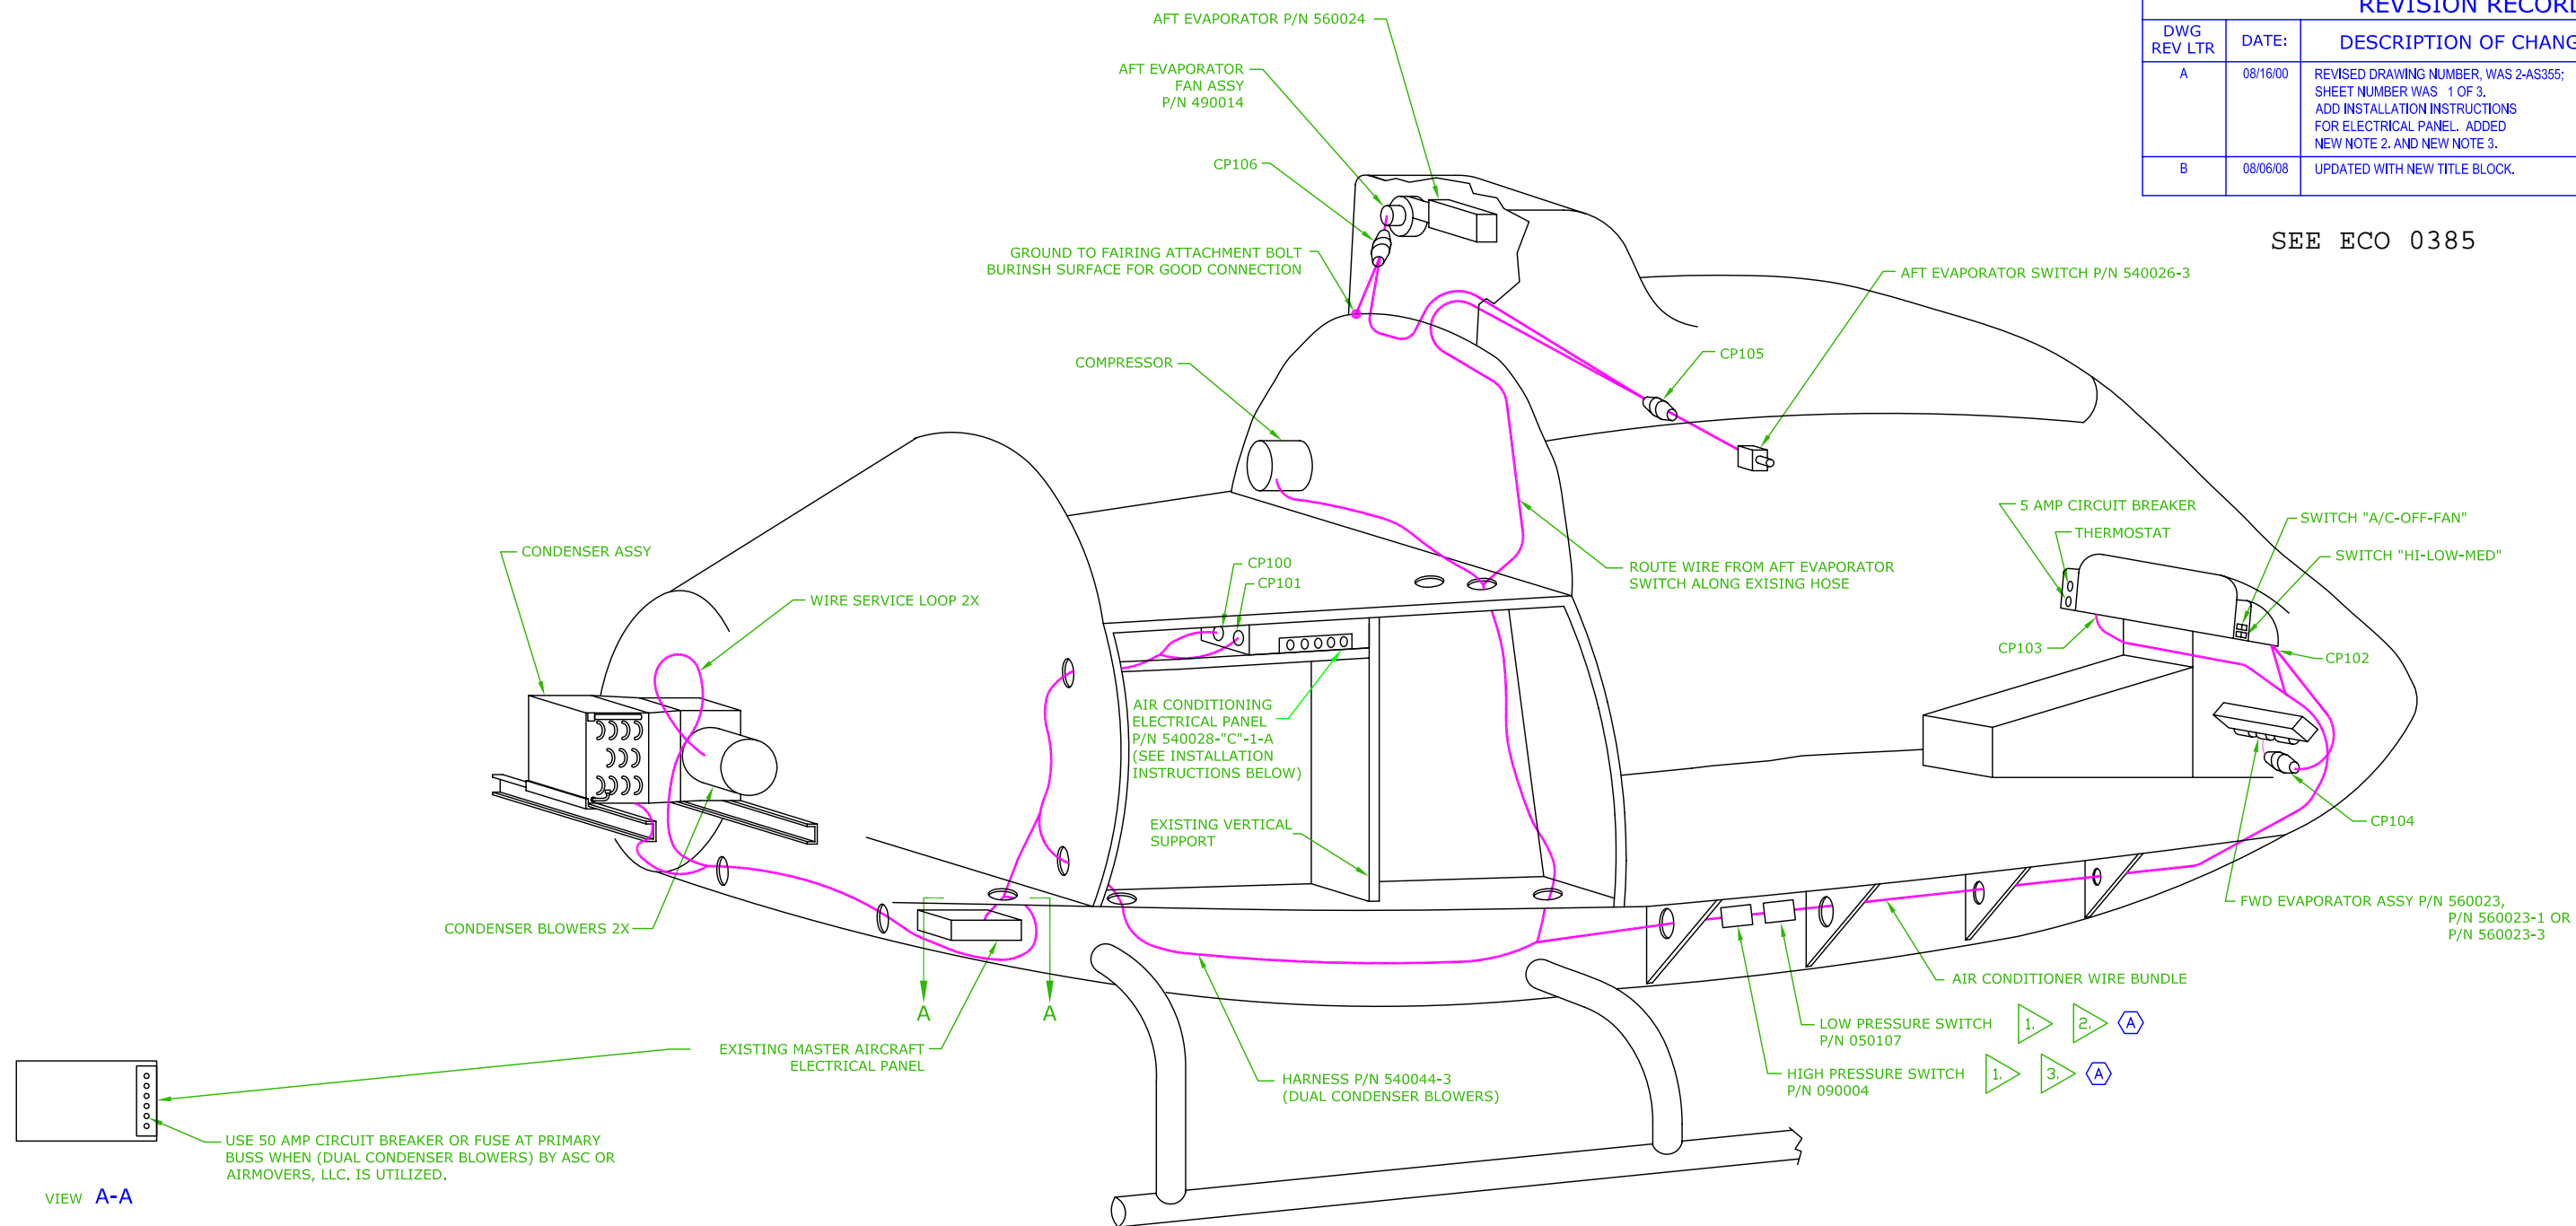 REVISION RECORD
DWG
REV LTR
DATE:
DESCRIPTION OF CHANG
A
08/16/00
REVISED DRAWING NUMBER, WAS 2-AS355;
SHEET NUMBER WAS 1 OF 3.
ADD INSTALLATION INSTRUCTIONS
FOR ELECTRICAL PANEL. ADDED
NEW NOTE 2. AND NEW NOTE 3.
B
08/06/08
UPDATED WITH NEW TITLE BLOCK.
SEE ECO 0385
AFT EVAPORATOR P/N 560024
AFT EVAPORATOR
FAN ASSY
P/N 490014
CP106
GROUND TO FAIRING ATTACHMENT BOLT
BURINSH SURFACE FOR GOOD CONNECTION
AFT EVAPORATOR SWITCH P/N 540026-3
COMPRESSOR
CP105
5 AMP CIRCUIT BREAKER
THERMOSTAT
SWITCH "A/C-OFF-FAN"
SWITCH "HI-LOW-MED"
CONDENSER ASSY
WIRE SERVICE LOOP 2X
CP100
CP101
ROUTE WIRE FROM AFT EVAPORATOR
SWITCH ALONG EXISING HOSE
CP103
CP102
AIR CONDITIONING
ELECTRICAL PANEL
P/N 540028-"C"-1-A
(SEE INSTALLATION
INSTRUCTIONS BELOW)
EXISTING VERTICAL
SUPPORT
CP104
CONDENSER BLOWERS 2X
FWD EVAPORATOR ASSY P/N 560023,
P/N 560023-1 OR
P/N 560023-3
AIR CONDITIONER WIRE BUNDLE
A
A
LOW PRESSURE SWITCH
P/N 050107
1.
2.
A
EXISTING MASTER AIRCRAFT
ELECTRICAL PANEL
HIGH PRESSURE SWITCH
P/N 090004
1.
3.
A
HARNESS P/N 540044-3
(DUAL CONDENSER BLOWERS)
USE 50 AMP CIRCUIT BREAKER OR FUSE AT PRIMARY
BUSS WHEN (DUAL CONDENSER BLOWERS) BY ASC OR
AIRMOVERS, LLC. IS UTILIZED.
VIEW A-A